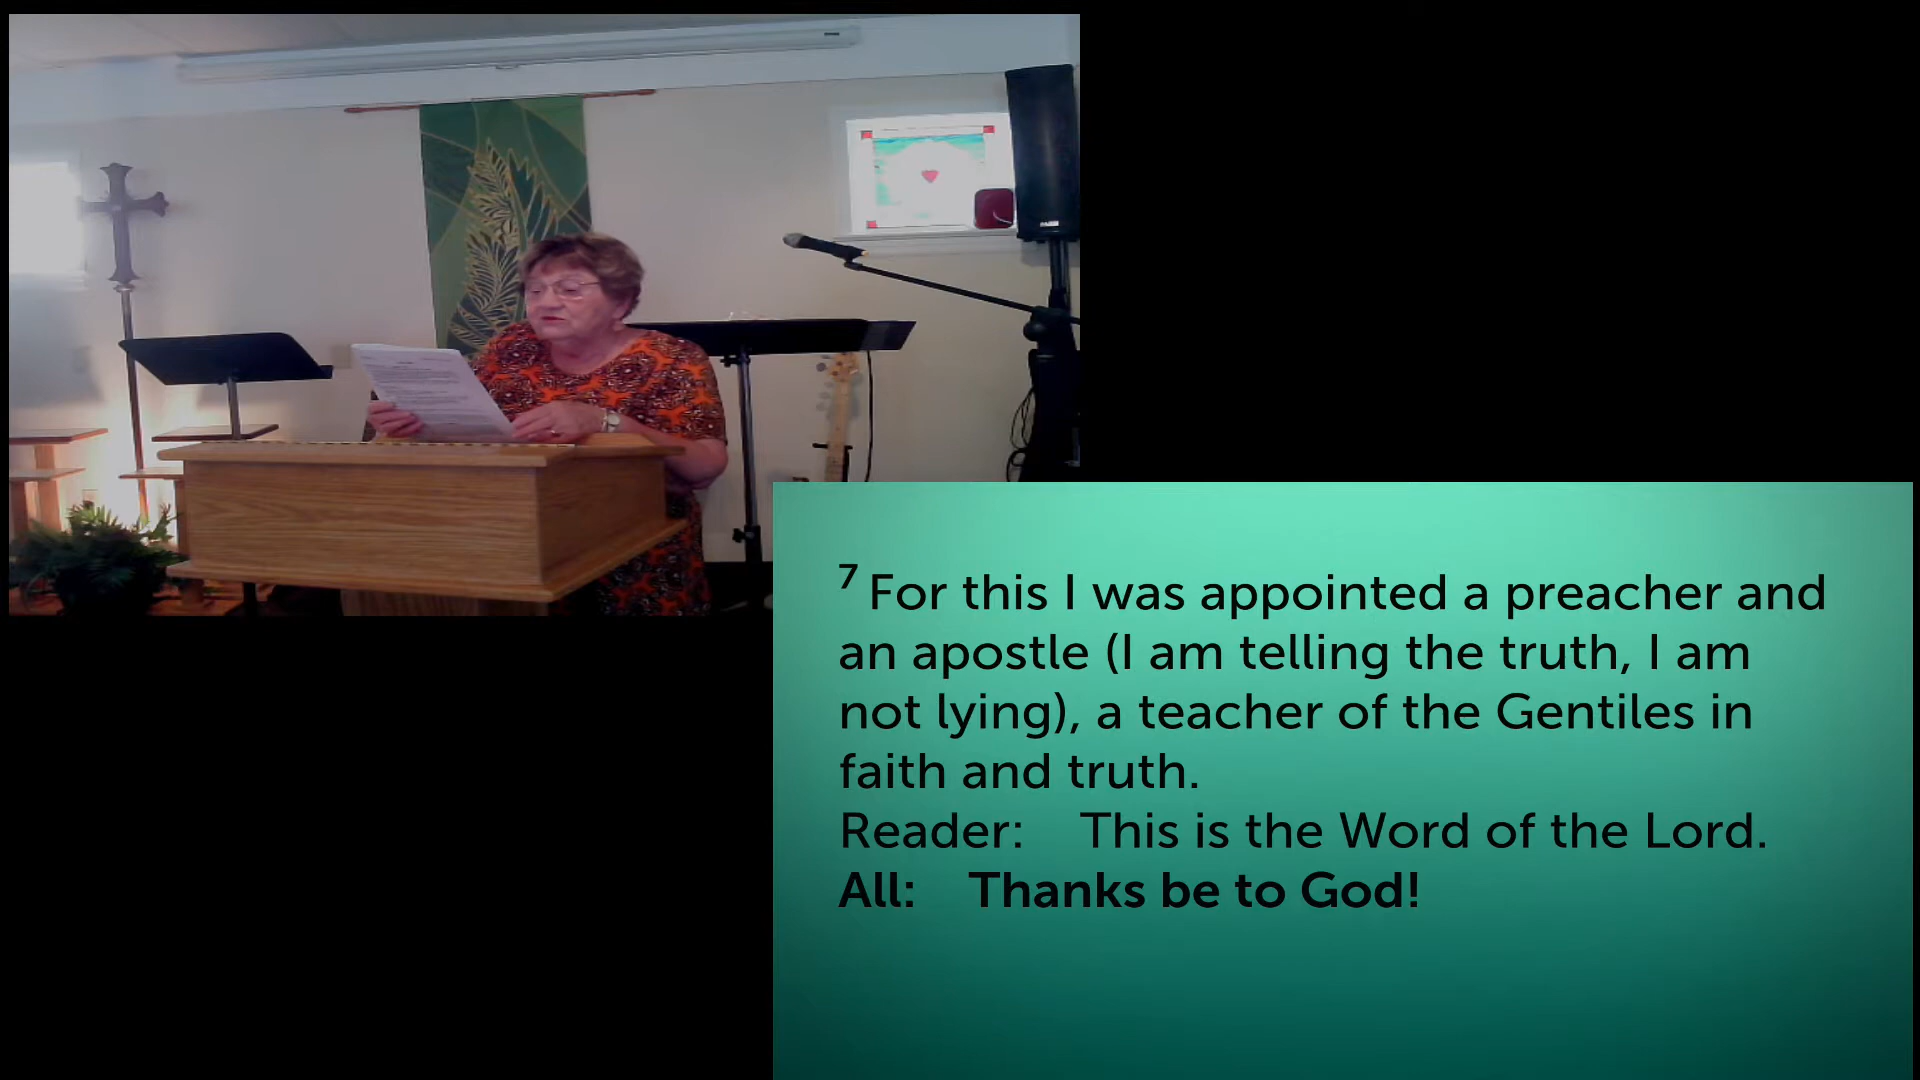 7 For this I was appointed a preacher and
an apostle (I am telling the truth, I am
not lying), a teacher of the Gentiles in
faith and truth.
Reader: This is the Word of the Lord.
All: Thanks be to God!